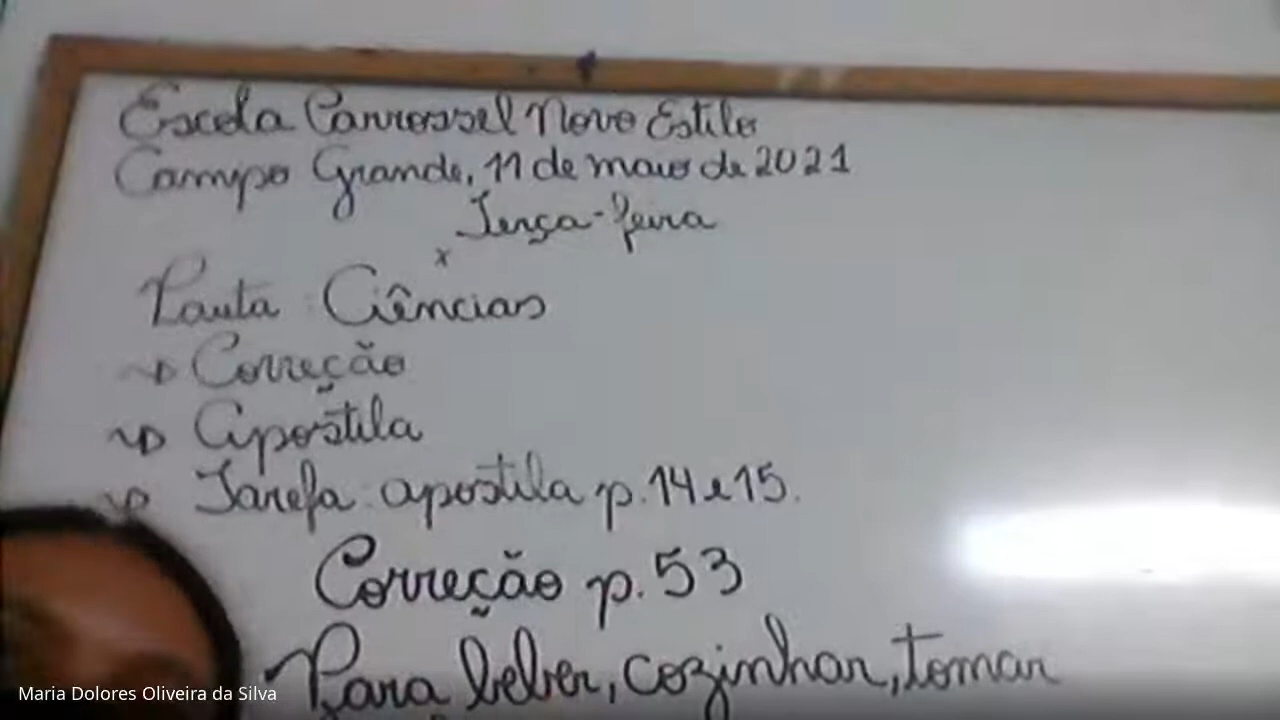 Escola Carrossel Novo Estilo
Campo Grande, 11 de maio de 2021
Terça-feira
x
Pauta: Ciências
Correção
Apostila
Tarefa: apostila p. 14 e 15.
Correção p. 53
Para beber, cozinhar, tomar
Maria Dolores Oliveira da Silva